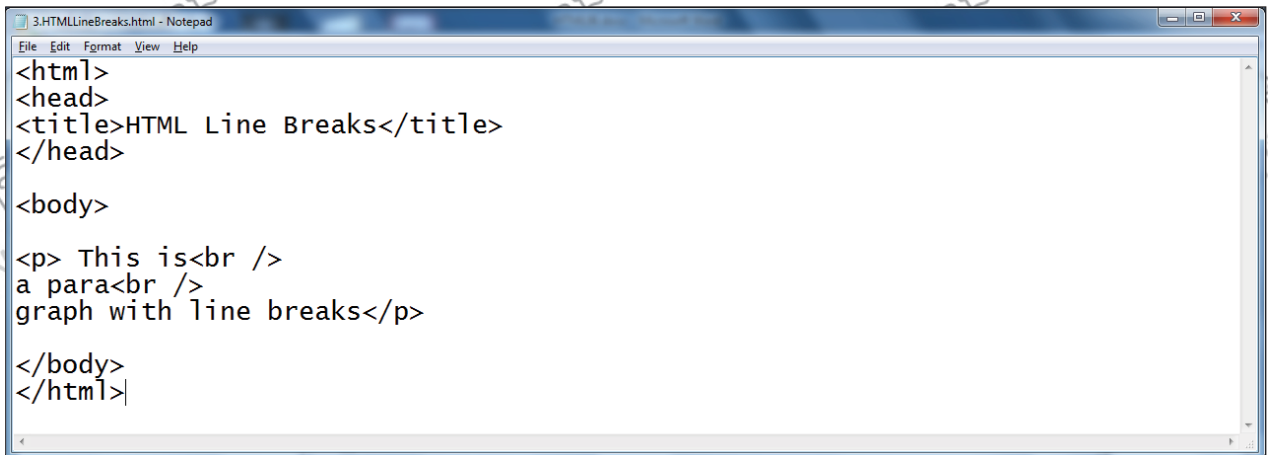 3.HTMLLineBreaks.html - Notepad
File Edit Format View Help
<html>
<head>
<title>HTML Line Breaks</title>
</head>
<body>
<p> This is<br />
a para<br />
graph with line breaks</p>
</body>
</html>